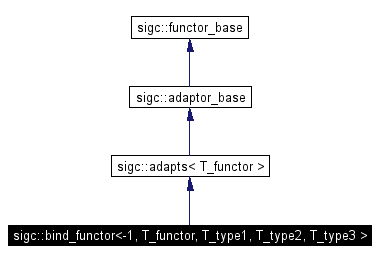 sigc::functor_base
sigc::adaptor_base
sigc::adapts< T_functor >
sigc::bind_functor<-1, T_functor, T_type1, T_type2, T_type3 >